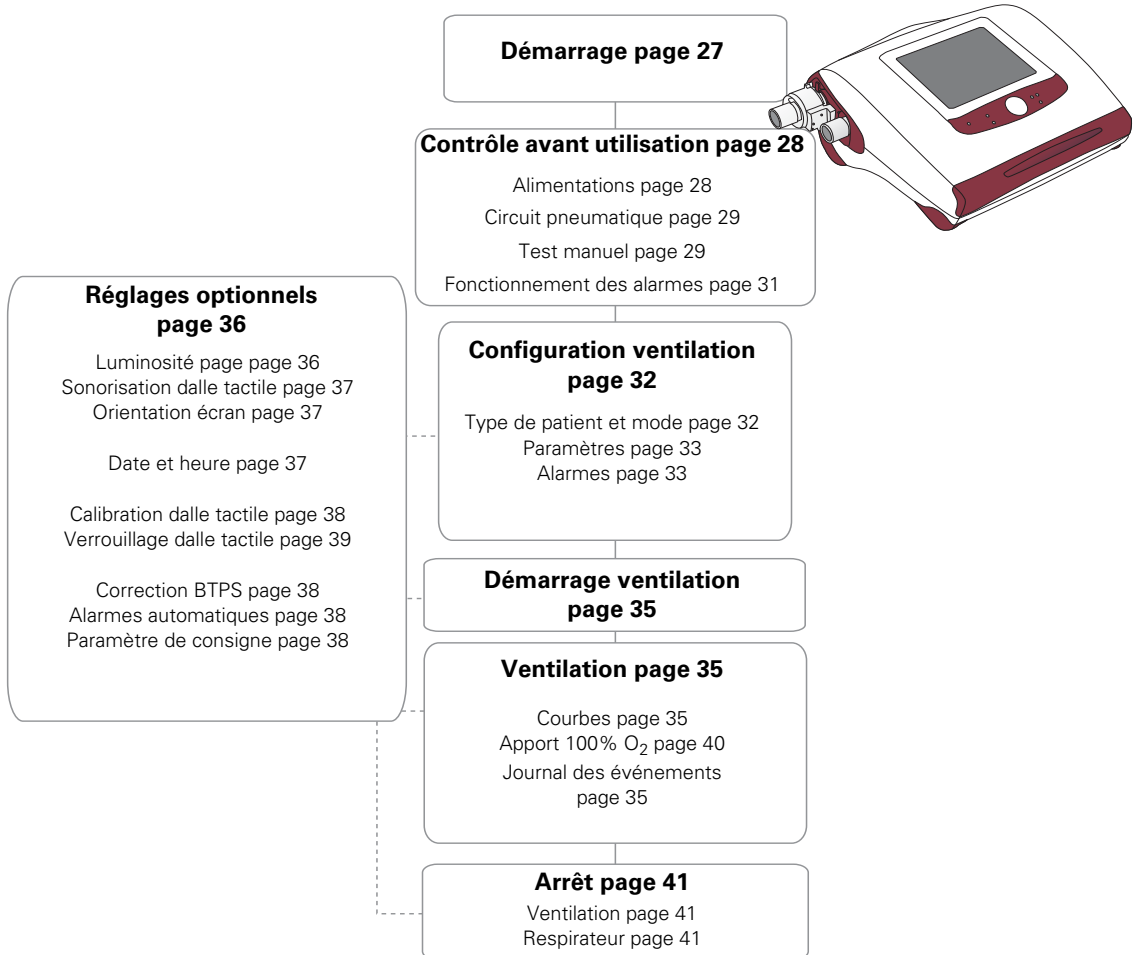 Démarrage page 27
Contrôle avant utilisation page 28
Alimentations page 28
Circuit pneumatique page 29
Test manuel page 29
Fonctionnement des alarmes page 31
Réglages optionnels
page 36
Luminosité page page 36
Sonorisation dalle tactile page 37
Orientation écran page 37
Date et heure page 37
Calibration dalle tactile page 38
Verrouillage dalle tactile page 39
Correction BTPS page 38
Alarmes automatiques page 38
Paramètre de consigne page 38
Configuration ventilation
page 32
Type de patient et mode page 32
Paramètres page 33
Alarmes page 33
Démarrage ventilation
page 35
Ventilation page 35
Courbes page 35
Apport 100% O2 page 40
Journal des événements
page 35
Arrêt page 41
Ventilation page 41
Respirateur page 41